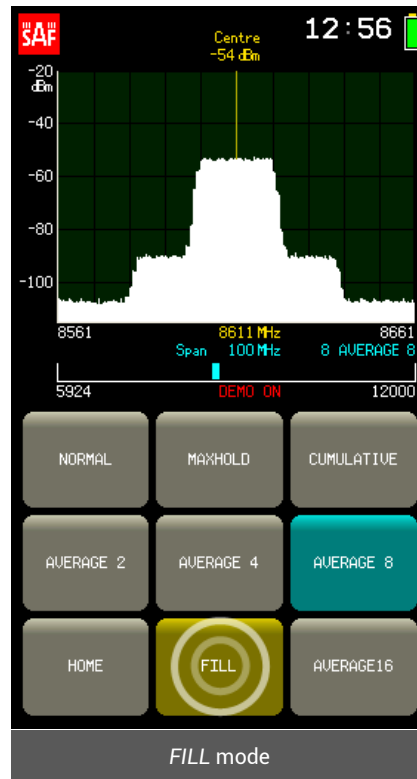 SAF
12:56
Centre
-54 dBm
-20
dBm
-40
-60
-80
-100
8561 8611 MHz 8661
Span 100 MHz 8 AVERAGE 8
5924 DEMO ON 12000
NORMAL MAXHOLD CUMULATIVE
AVERAGE 2 AVERAGE 4 AVERAGE 8
HOME FILL AVERAGE16
FILL mode